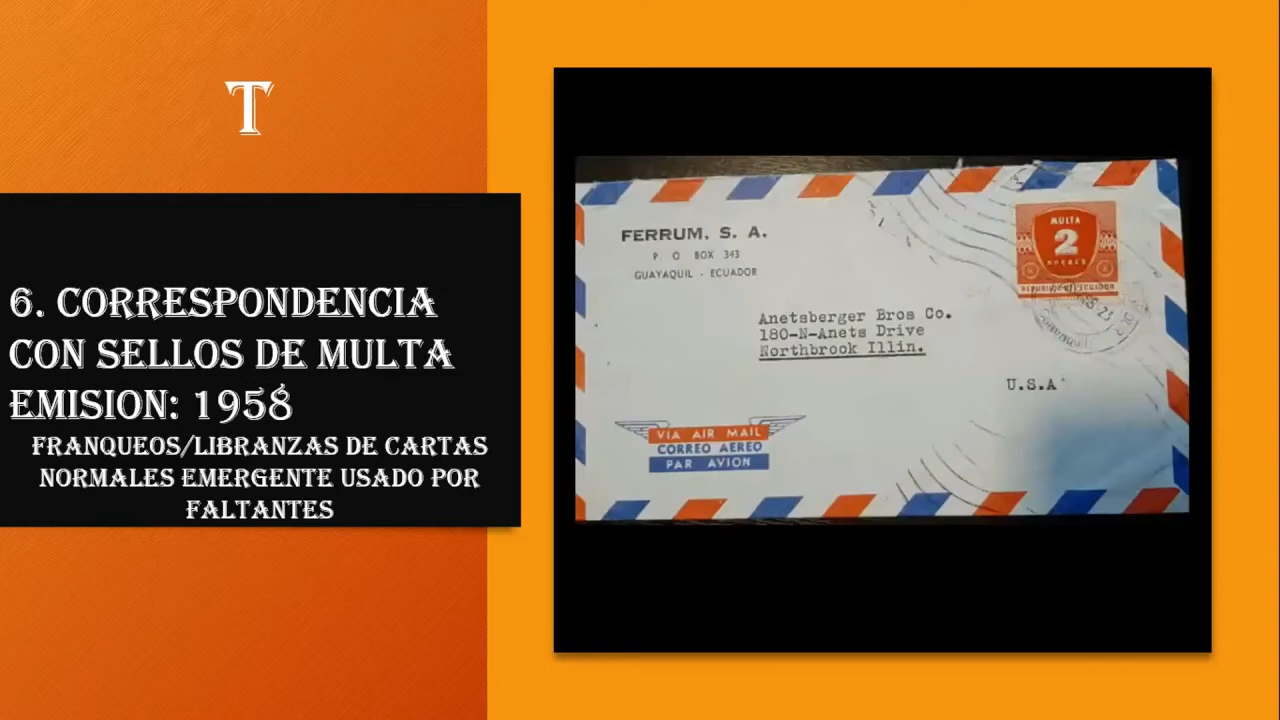 T
6. CORRESPONDENCIA
CON SELLOS DE MULTA
EMISION: 1958
FRANQUEOS/LIBRANZAS DE CARTAS
NORMALES EMERGENTE USADO POR
FALTANTES
FERRUM, S. A.
P O BOX 343
GUAYAQUIL - ECUADOR
MULTA
2
SUCRES
REPUBLICA DEL ECUADOR
Anetsberger Bros Co.
180-N-Anets Drive
Northbrook Illin.
U.S.A
VIA AIR MAIL
CORREO AEREO
PAR AVION